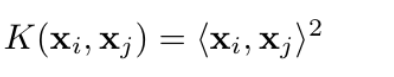 K(𝐱ᵢ, 𝐱ⱼ) = ⟨𝐱ᵢ, 𝐱ⱼ⟩²